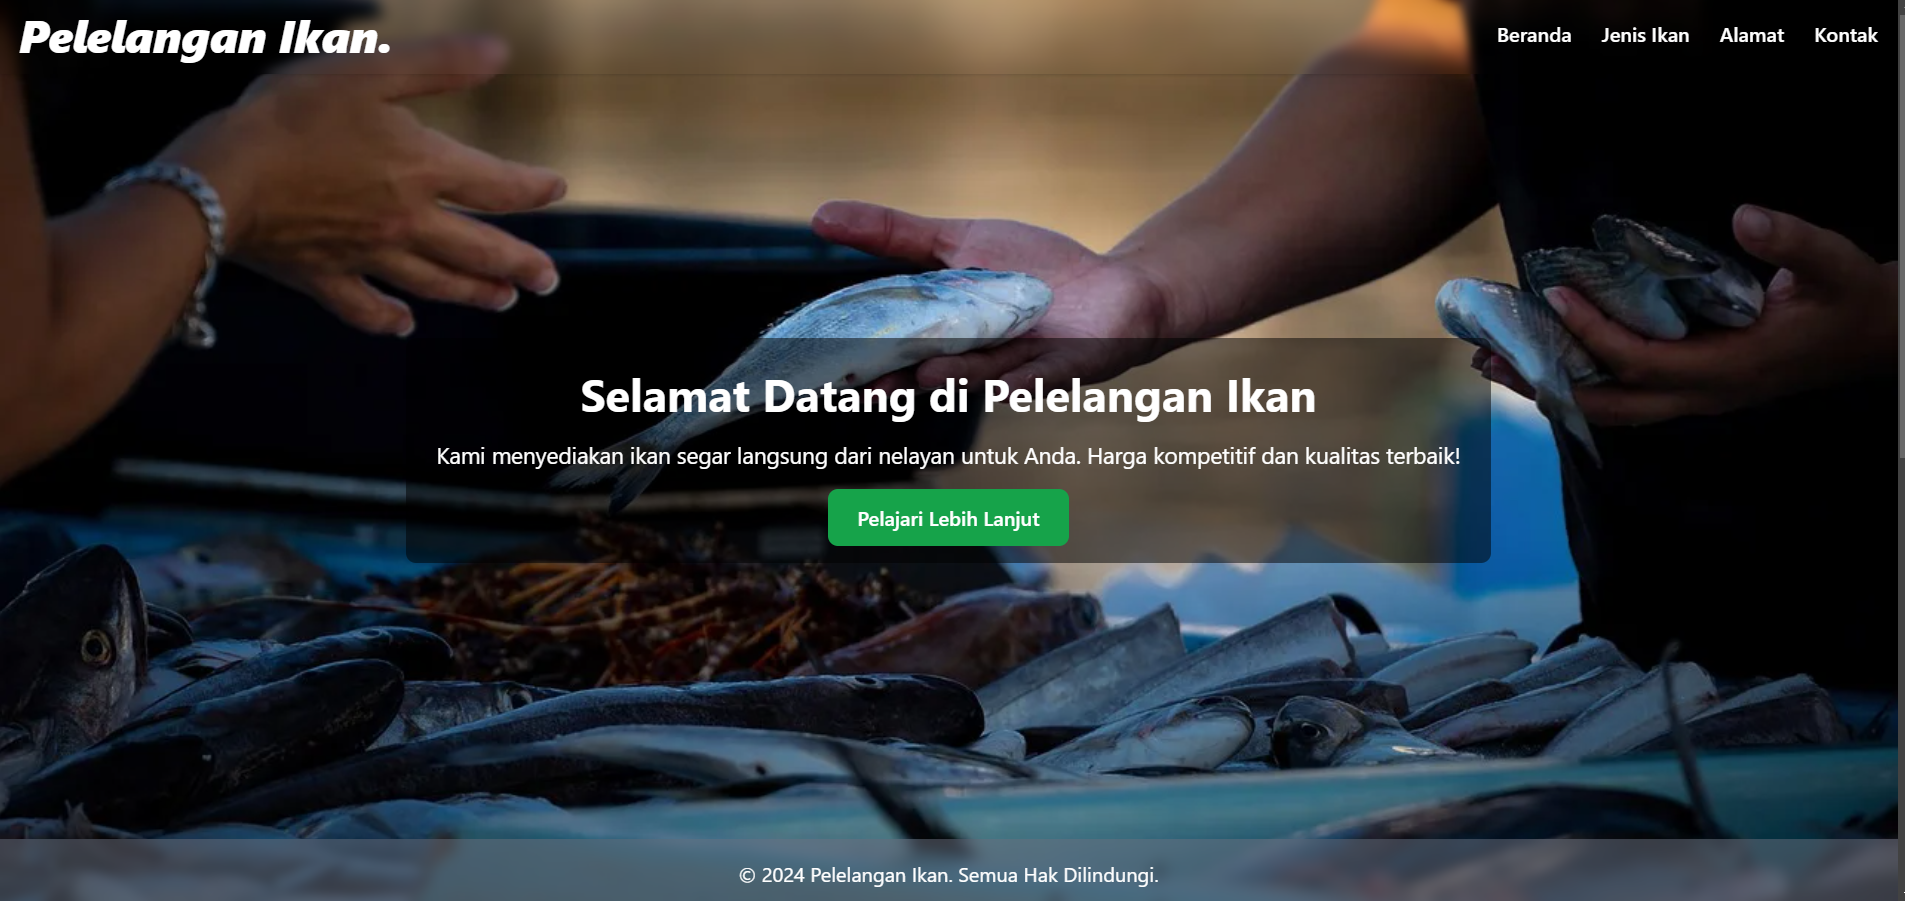 Pelelangan Ikan.
Beranda Jenis Ikan Alamat Kontak
Selamat Datang di Pelelangan Ikan
Kami menyediakan ikan segar langsung dari nelayan untuk Anda. Harga kompetitif dan kualitas terbaik!
Pelajari Lebih Lanjut
© 2024 Pelelangan Ikan. Semua Hak Dilindungi.